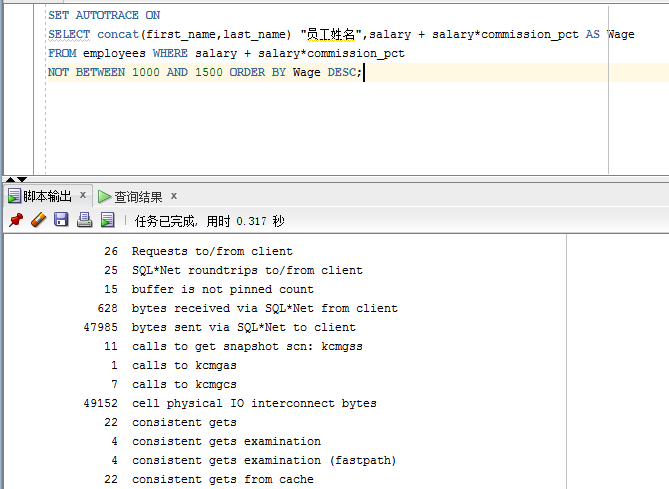 SET AUTOTRACE ON
SELECT concat(first_name,last_name) "员工姓名",salary + salary*commission_pct AS Wage
FROM employees WHERE salary + salary*commission_pct
NOT BETWEEN 1000 AND 1500 ORDER BY Wage DESC;
脚本输出 x 查询结果 x
任务已完成, 用时 0.317 秒
26 Requests to/from client
25 SQL*Net roundtrips to/from client
15 buffer is not pinned count
628 bytes received via SQL*Net from client
47985 bytes sent via SQL*Net to client
11 calls to get snapshot scn: kcmgss
1 calls to kcmgas
7 calls to kcmgcs
49152 cell physical IO interconnect bytes
22 consistent gets
4 consistent gets examination
4 consistent gets examination (fastpath)
22 consistent gets from cache